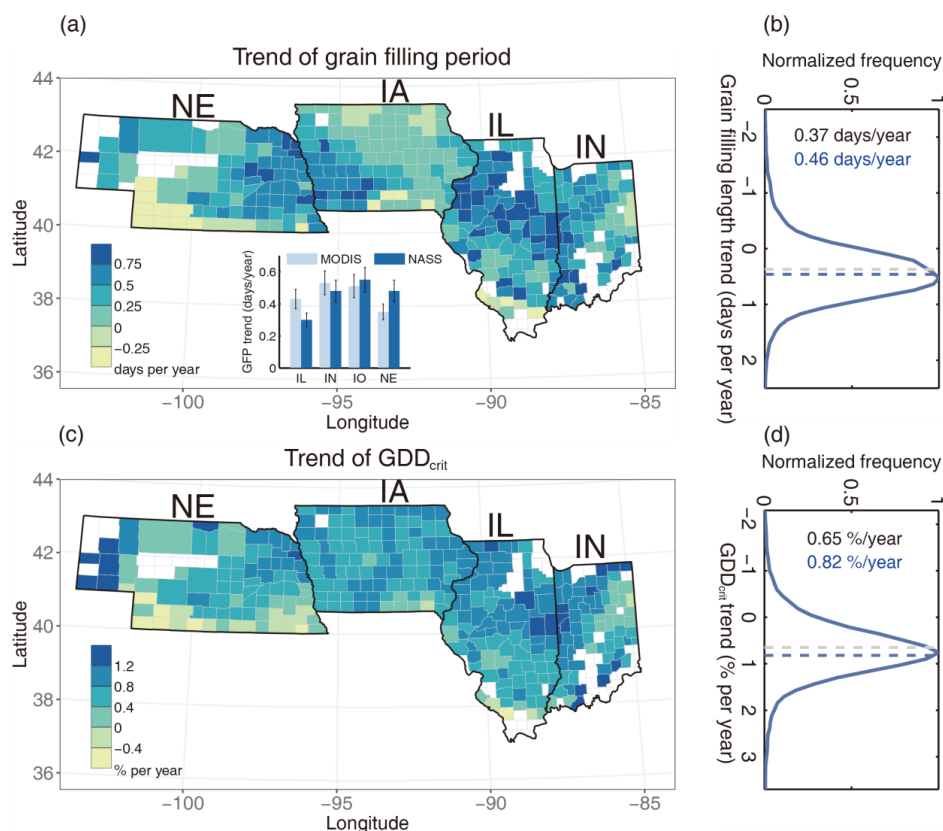 (a)
Trend of grain filling period
44
42
40
38
36
Latitude
NE
IA
IL
IN
0.75
0.5
0.25
0
−0.25
days per year
MODIS
NASS
GFP trend (days/year)
0.6
0.4
0.2
0
IL
IN
IO
NE
−100
−95
−90
−85
Longitude
(b)
Normalized frequency
0
0.5
1
Grain filling length trend (days per year)
−2
−1
0
1
2
0.37 days/year
0.46 days/year
(c)
Trend of GDDcrit
44
42
40
38
36
Latitude
NE
IA
IL
IN
1.2
0.8
0.4
0
−0.4
% per year
−100
−95
−90
−85
Longitude
(d)
Normalized frequency
0
0.5
1
GDDcrit trend (% per year)
−2
−1
0
1
2
3
0.65 %/year
0.82 %/year